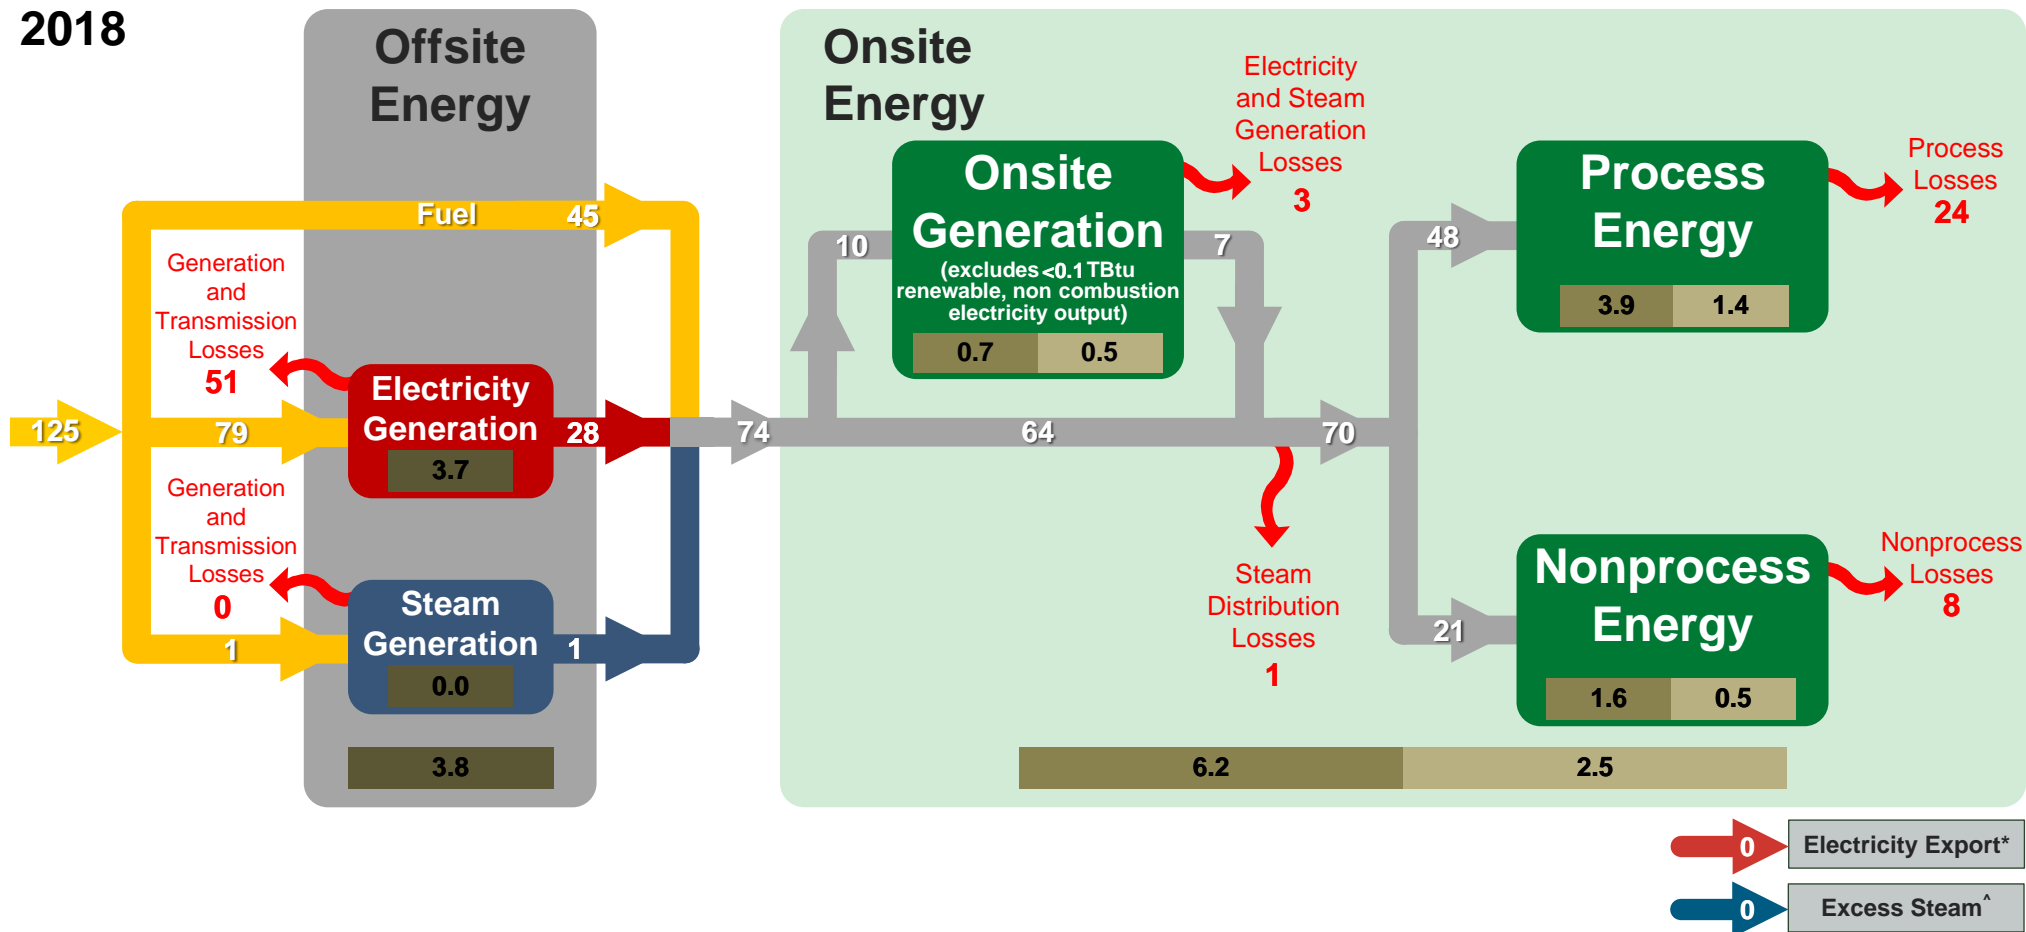 2018
Offsite
Energy
Onsite
Energy
Electricity
and Steam
Generation
Losses
3
Onsite
Generation
(excludes <0.1 TBtu
renewable, non combustion
electricity output)
0.7 0.5
10
7
Process
Energy
3.9 1.4
Process
Losses
24
Fuel 45
Generation
and
Transmission
Losses
51
125
79
Electricity
Generation
3.7
28
74
64
70
48
21
Generation
and
Transmission
Losses
0
1
Steam
Generation
0.0
1
3.8
Steam
Distribution
Losses
1
Nonprocess
Energy
1.6 0.5
Nonprocess
Losses
8
6.2 2.5
0 Electricity Export*
0 Excess Steam^